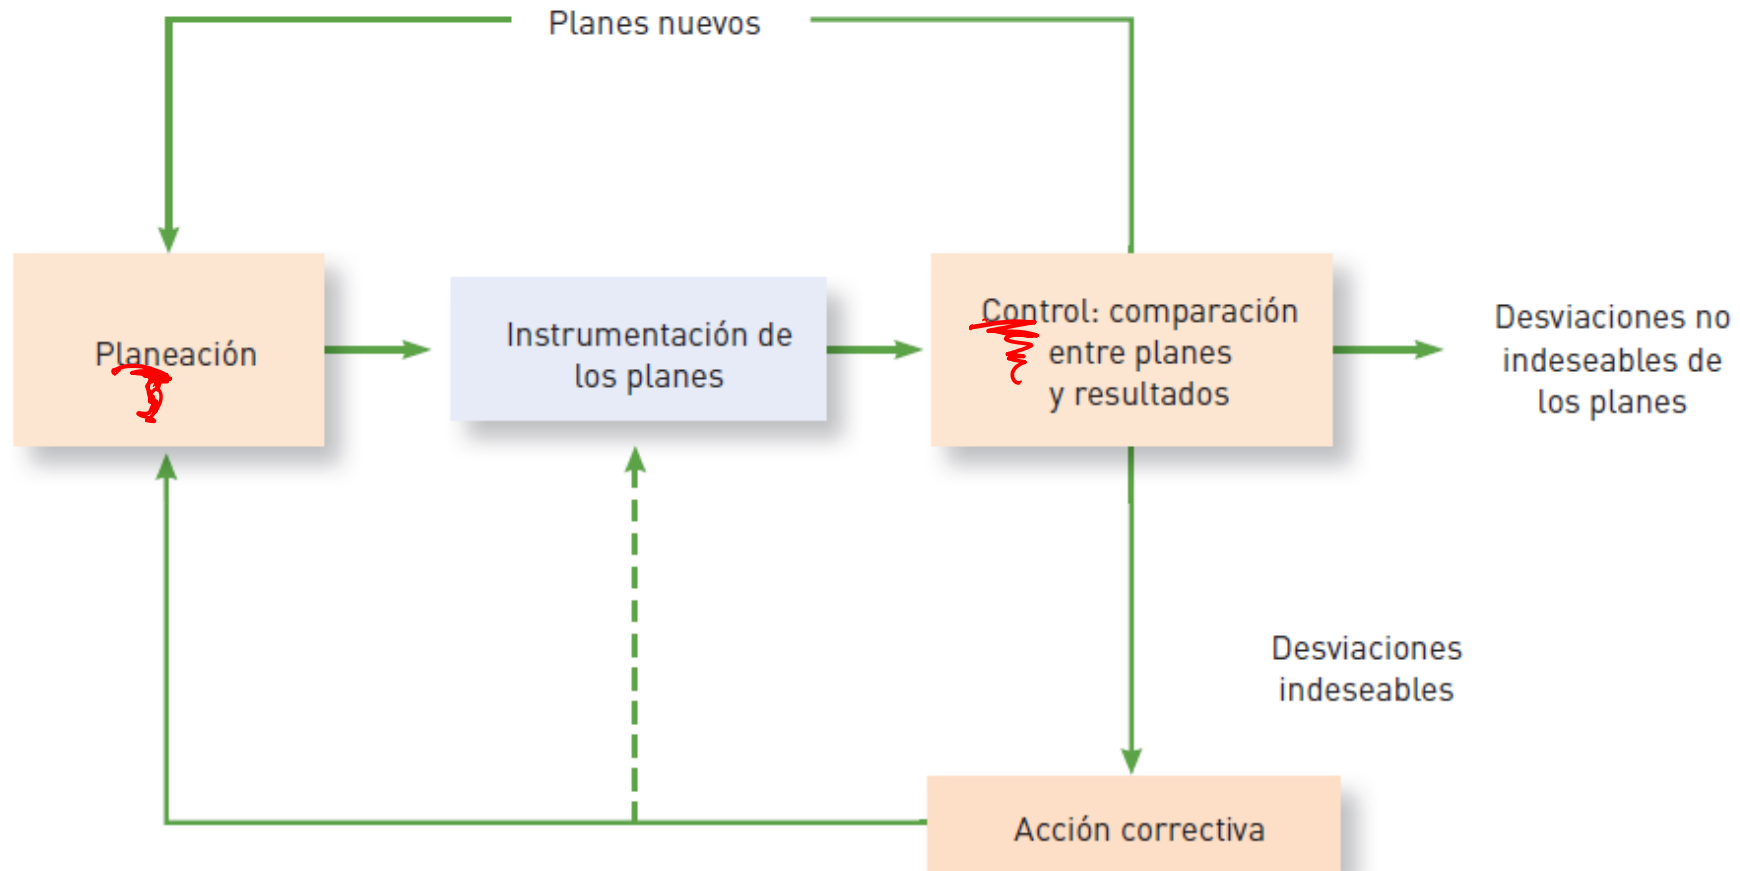 Planes nuevos
Planeación
Instrumentación de
los planes
Control: comparación
entre planes
y resultados
Desviaciones no
indeseables de
los planes
Desviaciones
indeseables
Acción correctiva